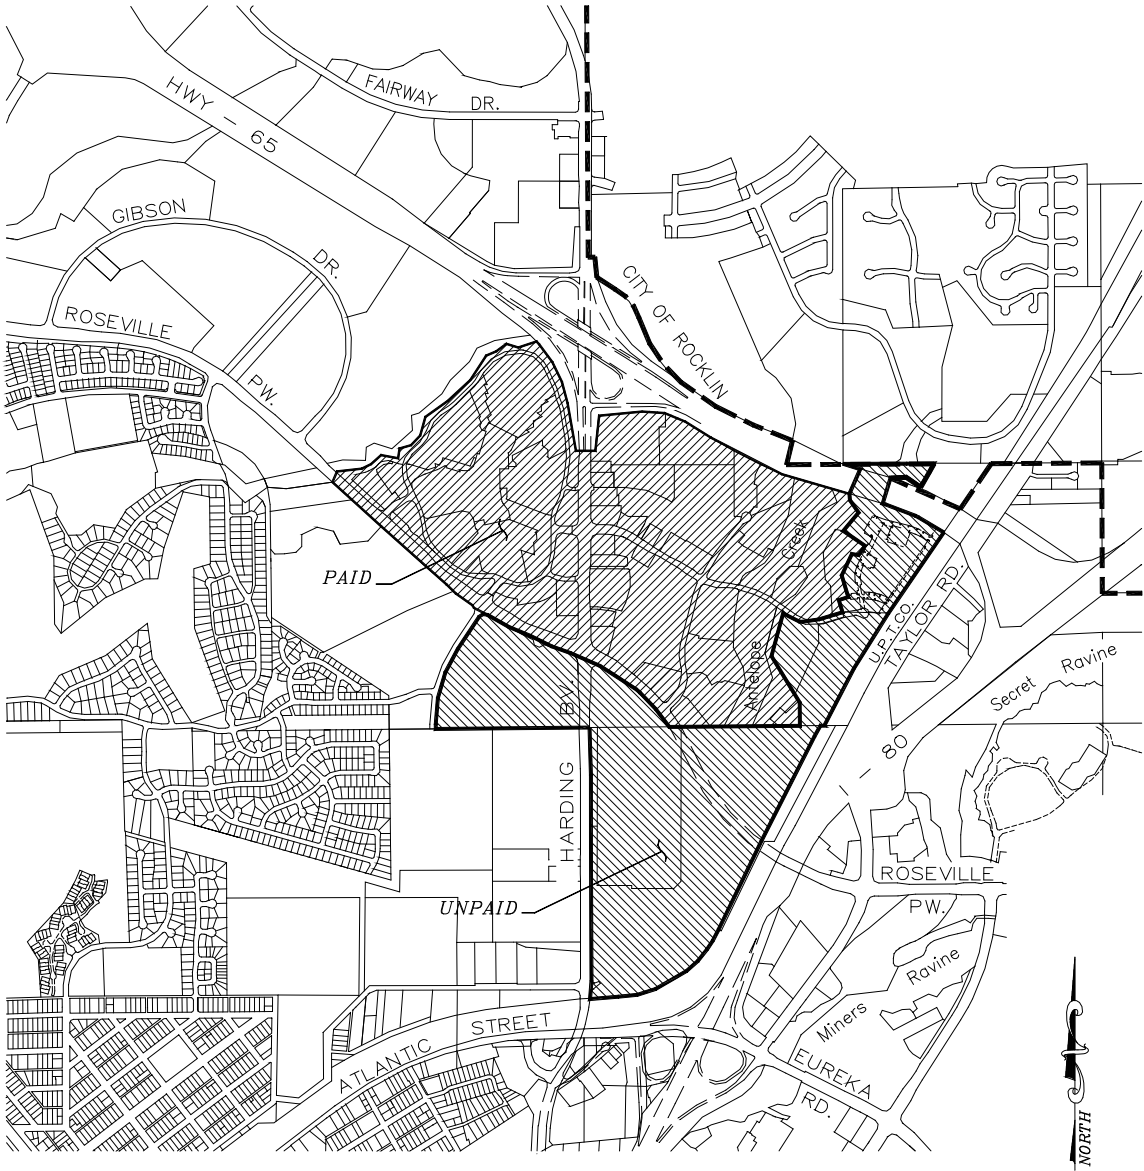 FAIRWAY DR.
HWY - 65
GIBSON
DR.
CITY OF ROCKLIN
ROSEVILLE
PW.
Creek
PAID
U.P.T.CO.
TAYLOR RD.
Antelope
Secret Ravine
BV.
- 80
HARDING
ROSEVILLE
PW.
UNPAID
Ravine
Miners
STREET
ATLANTIC
EUREKA
RD.
NORTH